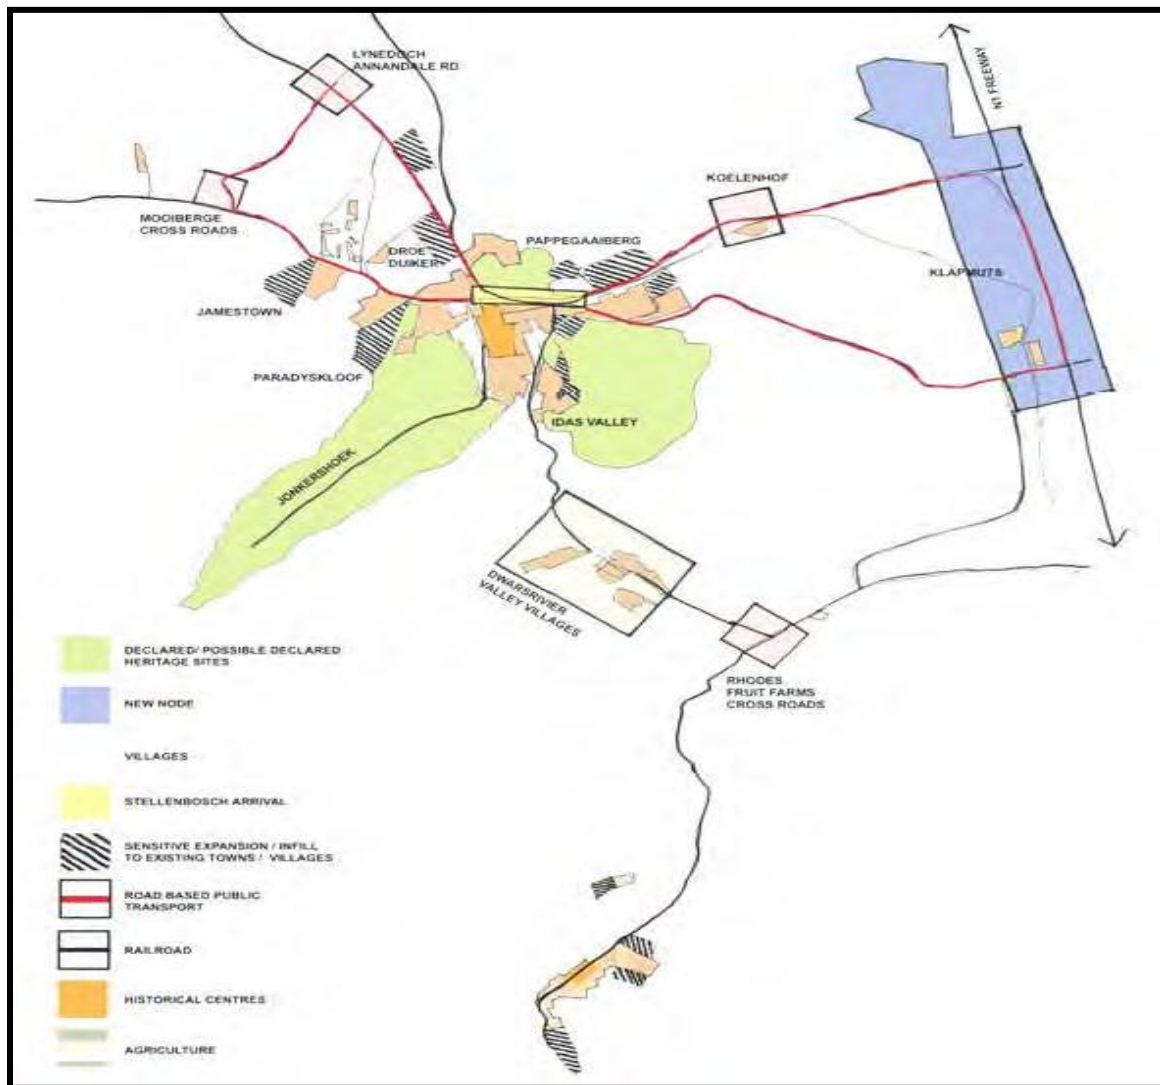 LYNEDOCH
ANNANDALE RD
N1 FREEWAY
KOELENHOF
MOOIBERGE
CROSS ROADS
DROE
DUIKER
PAPPEGAAIBERG
KLAPMUTS
JAMESTOWN
PARADYSKLOOF
IDAS VALLEY
JONKERSHOEK
DWARSRIVIER
VALLEY VILLAGES
RHODES
FRUIT FARMS
CROSS ROADS
DECLARED/ POSSIBLE DECLARED
HERITAGE SITES
NEW NODE
VILLAGES
STELLENBOSCH ARRIVAL
SENSITIVE EXPANSION / INFILL
TO EXISTING TOWNS / VILLAGES
ROAD BASED PUBLIC
TRANSPORT
RAILROAD
HISTORICAL CENTRES
AGRICULTURE